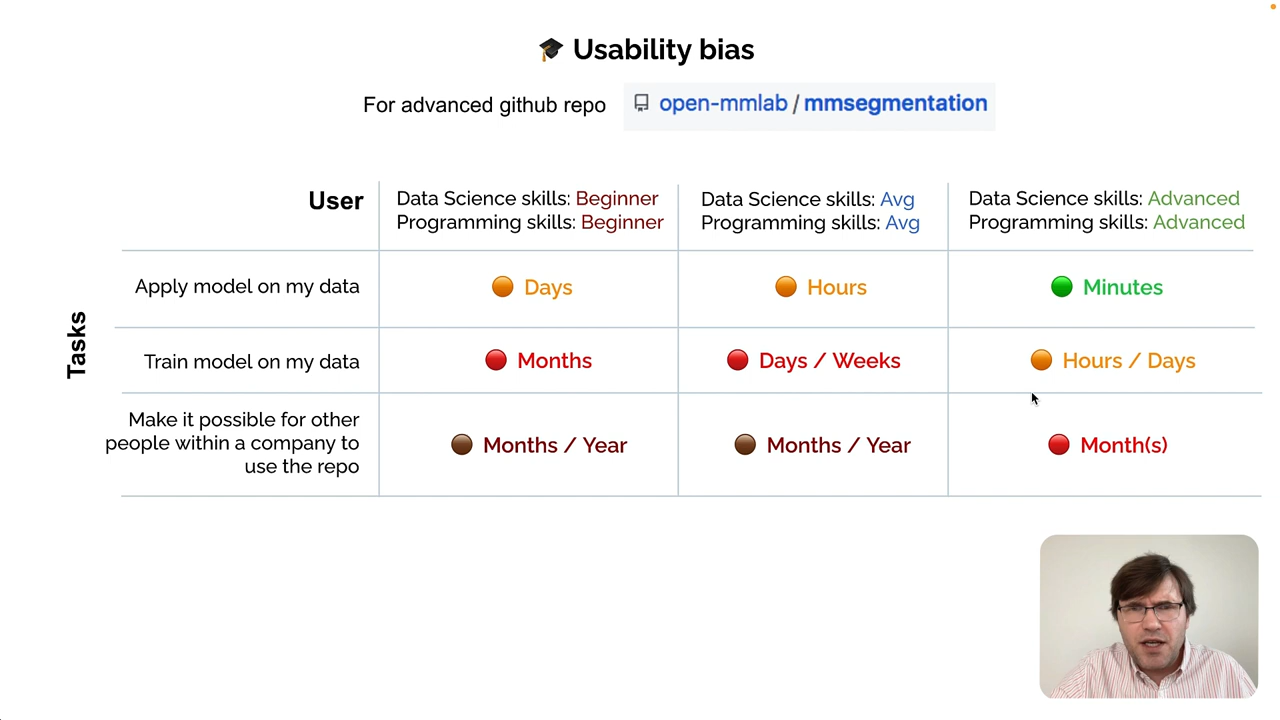 Usability bias
For advanced github repo open-mmlab / mmsegmentation
User
Data Science skills: Beginner
Programming skills: Beginner
Data Science skills: Avg
Programming skills: Avg
Data Science skills: Advanced
Programming skills: Advanced
Tasks
Apply model on my data
Days
Hours
Minutes
Train model on my data
Months
Days / Weeks
Hours / Days
Make it possible for other
people within a company to
use the repo
Months / Year
Months / Year
Month(s)